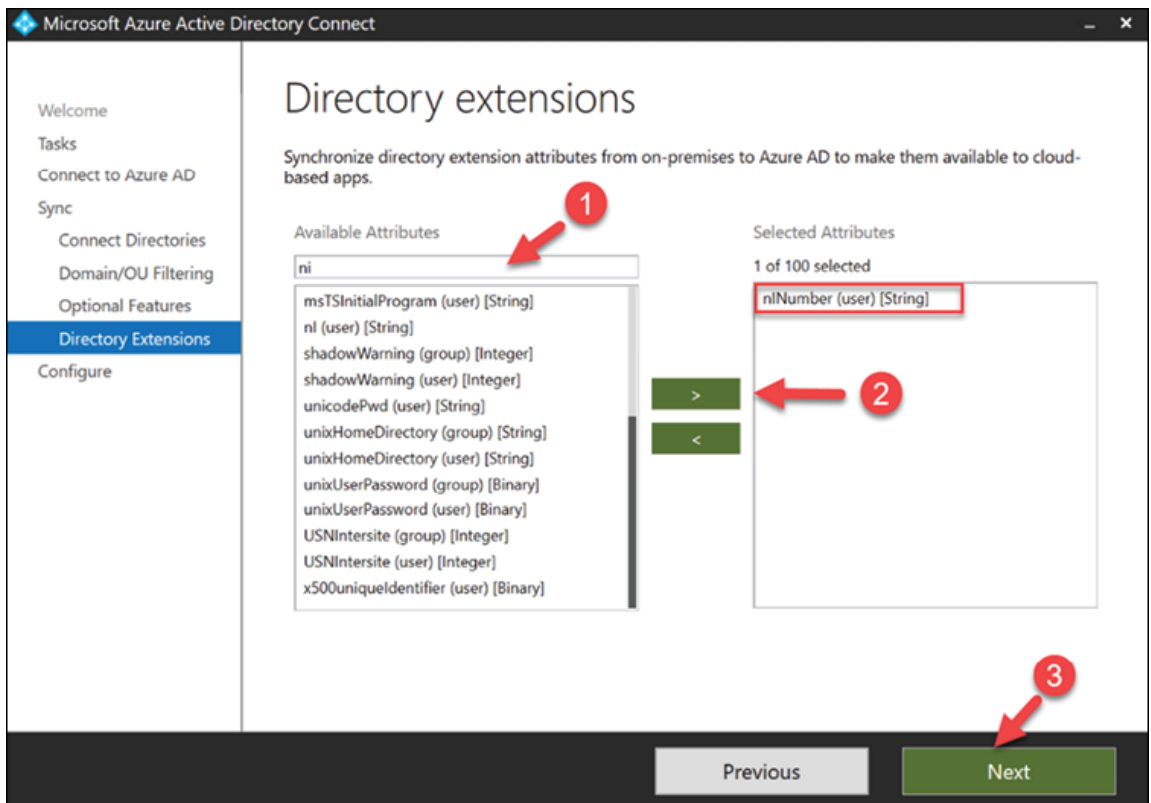 Microsoft Azure Active Directory Connect
Welcome
Tasks
Connect to Azure AD
Sync
Connect Directories
Domain/OU Filtering
Optional Features
Directory Extensions
Configure
Directory extensions
Synchronize directory extension attributes from on-premises to Azure AD to make them available to cloud-
based apps.
1
Available Attributes
ni
msTSInitialProgram (user) [String]
nl (user) [String]
shadowWarning (group) [Integer]
shadowWarning (user) [Integer]
unicodePwd (user) [String]
unixHomeDirectory (group) [String]
unixHomeDirectory (user) [String]
unixUserPassword (group) [Binary]
unixUserPassword (user) [Binary]
USNIntersite (group) [Integer]
USNIntersite (user) [Integer]
x500uniqueIdentifier (user) [Binary]
>
<
2
Selected Attributes
1 of 100 selected
nINumber (user) [String]
3
Previous
Next